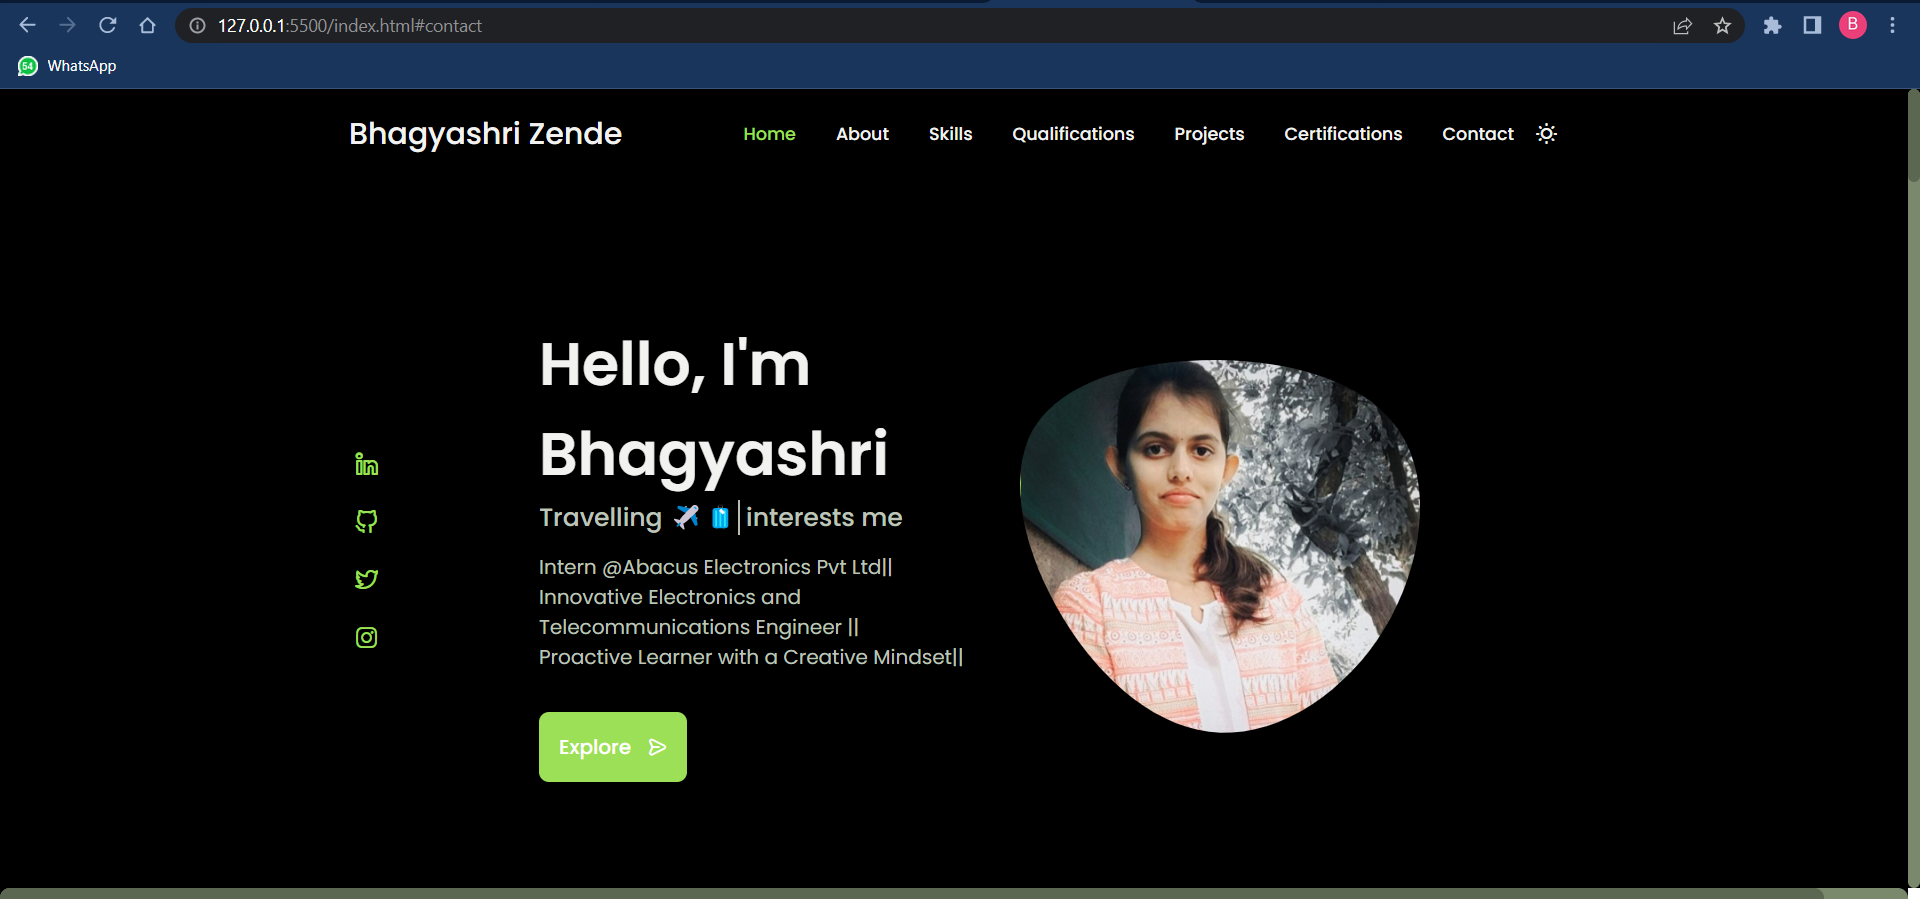 127.0.0.1:5500/index.html#contact
B
54
WhatsApp
Bhagyashri Zende
Home
About
Skills
Qualifications
Projects
Certifications
Contact
Hello, I'm
Bhagyashri
Travelling ✈️ 🧳|interests me
Intern @Abacus Electronics Pvt Ltd||
Innovative Electronics and
Telecommunications Engineer ||
Proactive Learner with a Creative Mindset||
Explore